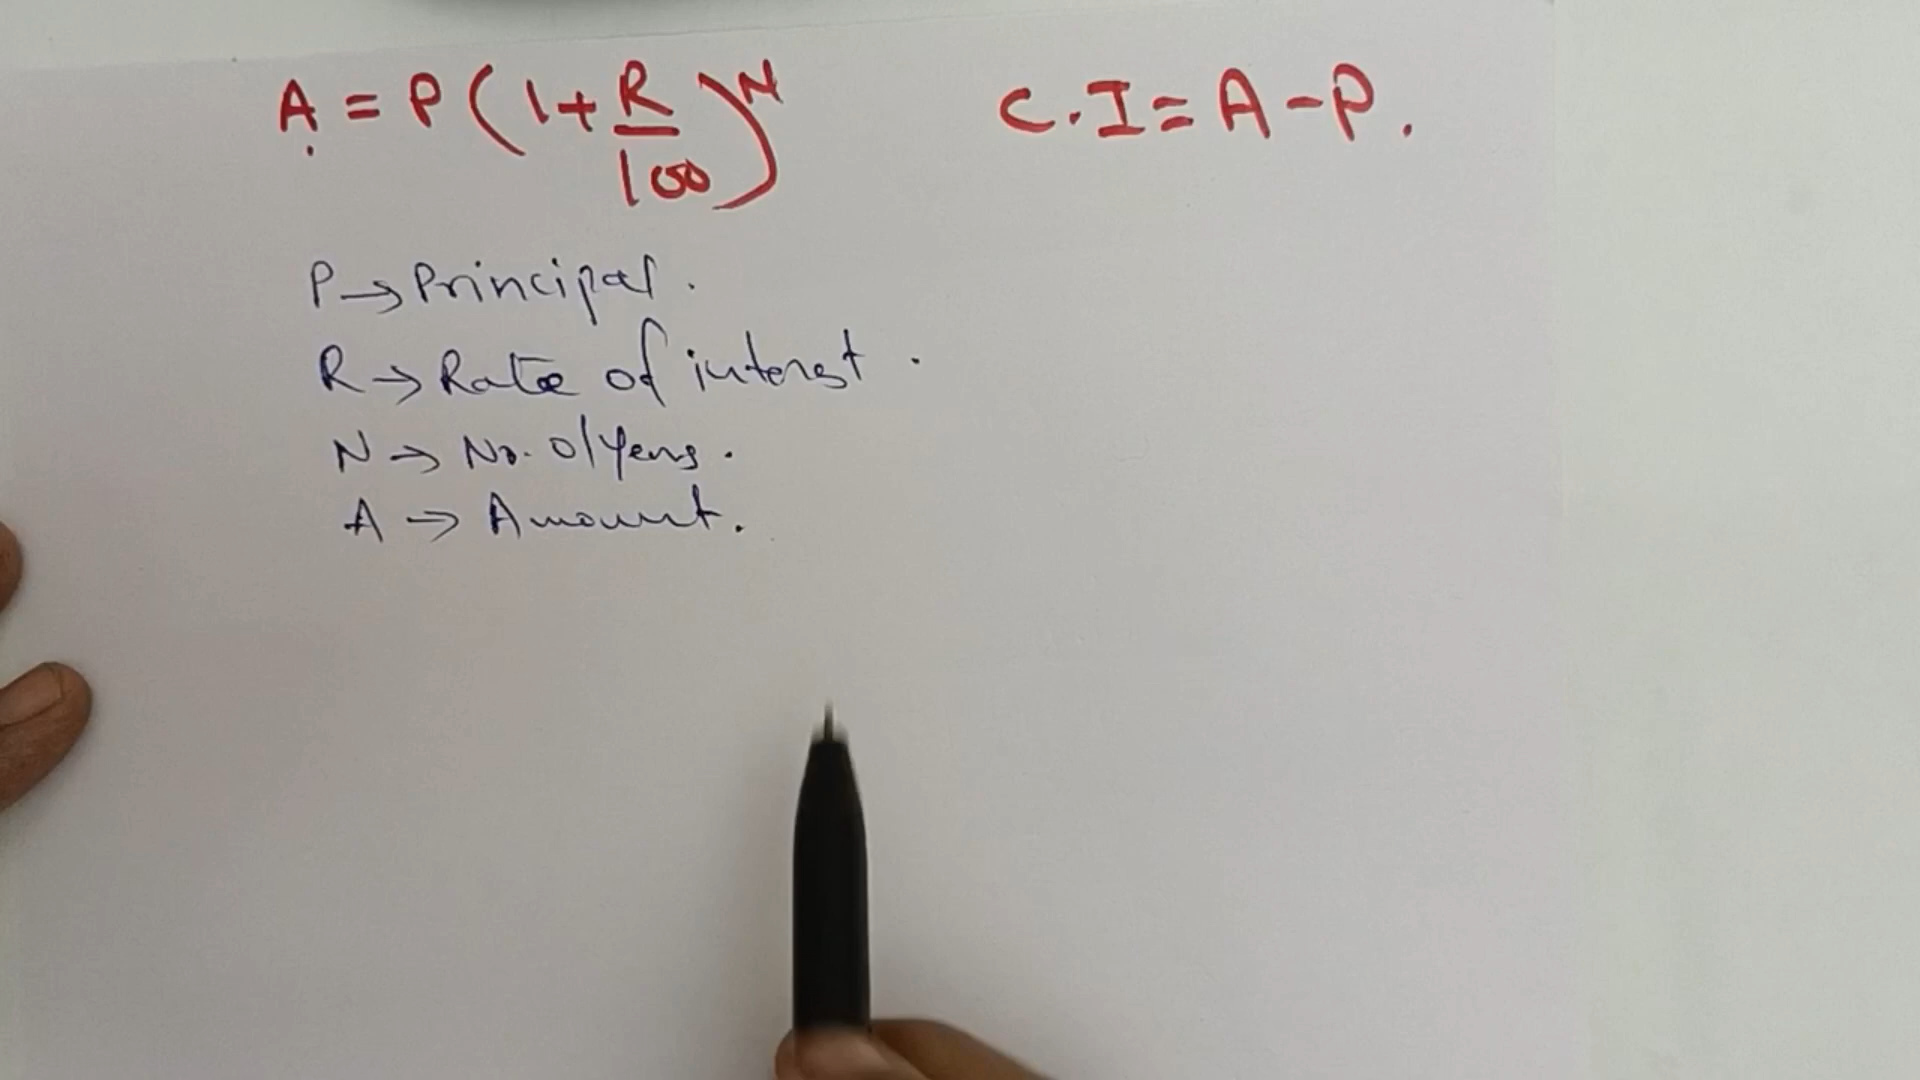 A = P(1+R/100)^N
C.I = A-P.
P→Principal.
R→Rate of interest.
N→No. of Years.
A→Amount.